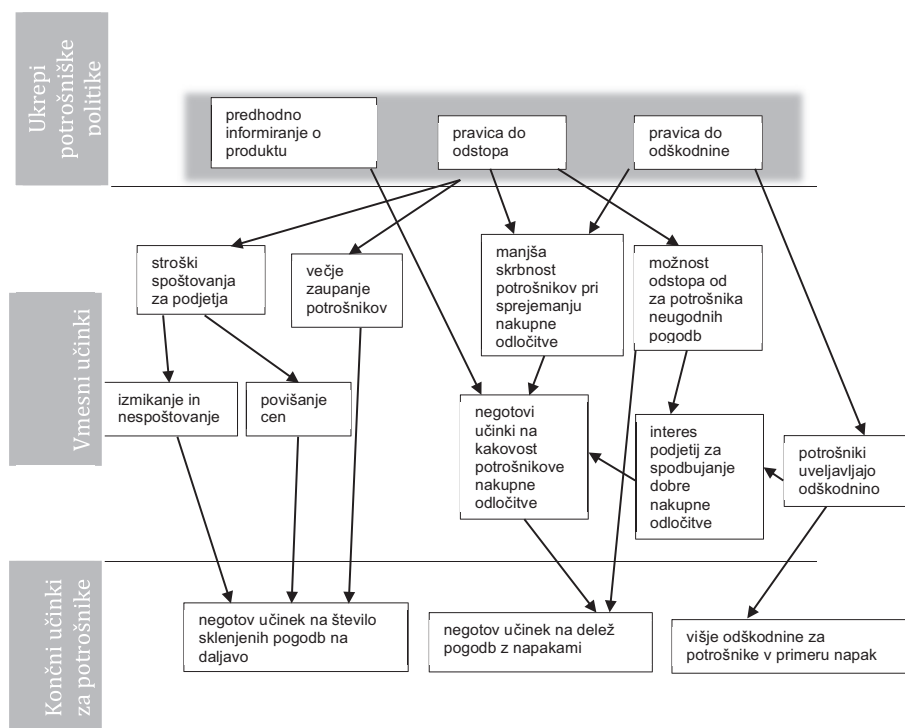 Ukrepi
potrošniške
politike
predhodno
informiranje o
produktu
pravica do
odstopa
pravica do
odškodnine
Vmesni učinki
stroški
spoštovanja
za podjetja
večje
zaupanje
potrošnikov
manjša
skrbnost
potrošnikov pri
sprejemanju
nakupne
odločitve
možnost
odstopa od
za potrošnika
neugodnih
pogodb
izmikanje in
nespoštovanje
povišanje
cen
negotovi
učinki na
kakovost
potrošnikove
nakupne
odločitve
interes
podjetij za
spodbujanje
dobre
nakupne
odločitve
potrošniki
uveljavljajo
odškodnino
Končni učinki
za potrošnike
negotov učinek na število
sklenjenih pogodb na
daljavo
negotov učinek na delež
pogodb z napakami
višje odškodnine za
potrošnike v primeru napak